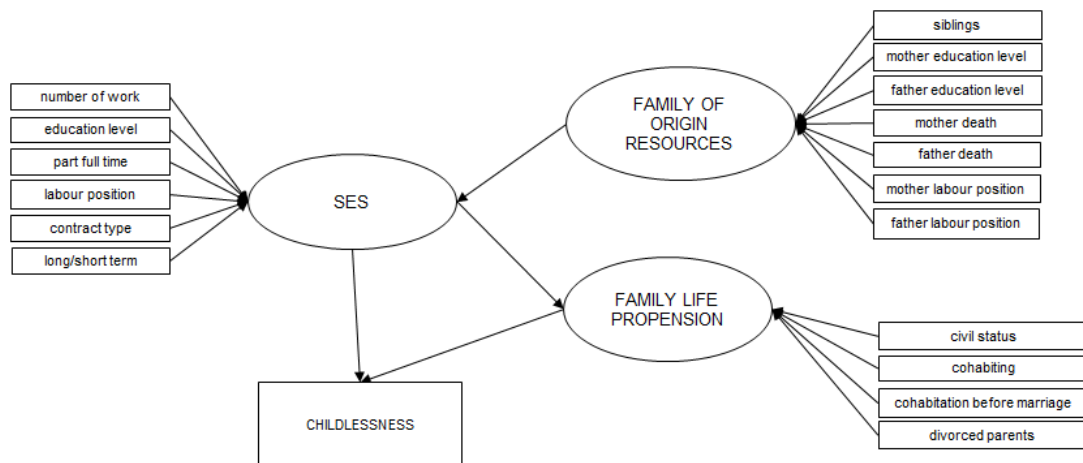 number of work
education level
part full time
labour position
contract type
long/short term
SES
CHILDLESSNESS
FAMILY OF
ORIGIN
RESOURCES
FAMILY LIFE
PROPENSION
siblings
mother education level
father education level
mother death
father death
mother labour position
father labour position
civil status
cohabiting
cohabitation before marriage
divorced parents